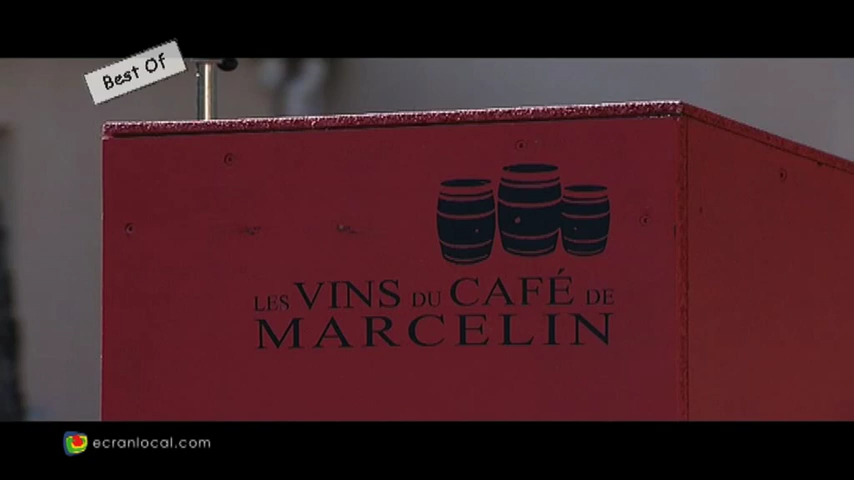 Best Of
LES VINS DU CAFÉ DE
MARCELIN
ecranlocal.com